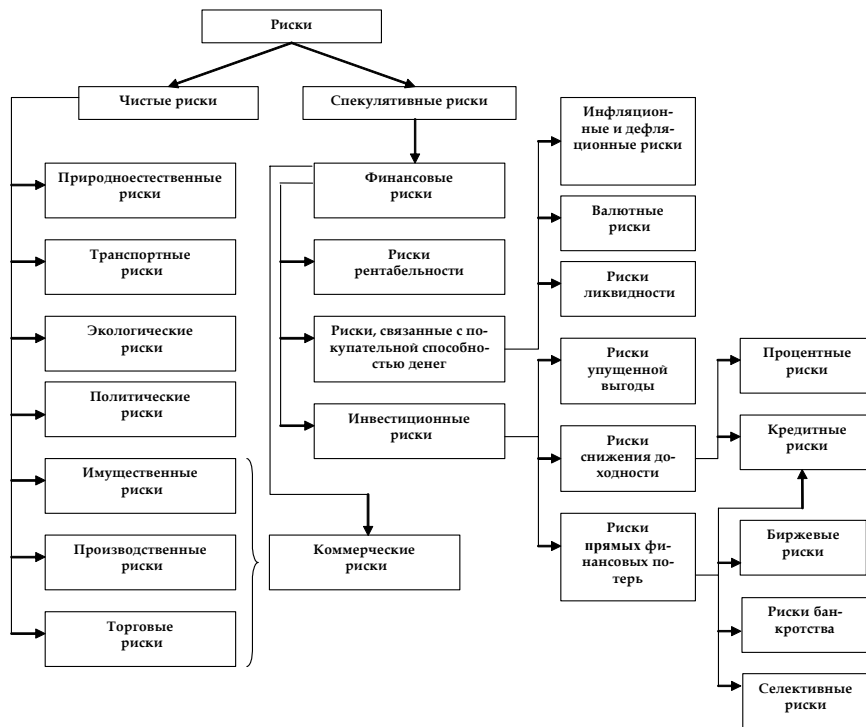 Риски
Чистые риски
Спекулятивные риски
Природноестественные
риски
Транспортные
риски
Экологические
риски
Политические
риски
Имущественные
риски
Производственные
риски
Торговые
риски
Финансовые
риски
Риски
рентабельности
Риски, связанные с по-
купательной способно-
стью денег
Инвестиционные
риски
Коммерческие
риски
Инфляцион-
ные и дефля-
ционные риски
Валютные
риски
Риски
ликвидности
Риски
упущенной
выгоды
Риски
снижения до-
ходности
Риски
прямых фи-
нансовых по-
терь
Процентные
риски
Кредитные
риски
Биржевые
риски
Риски бан-
кротства
Селективные
риски